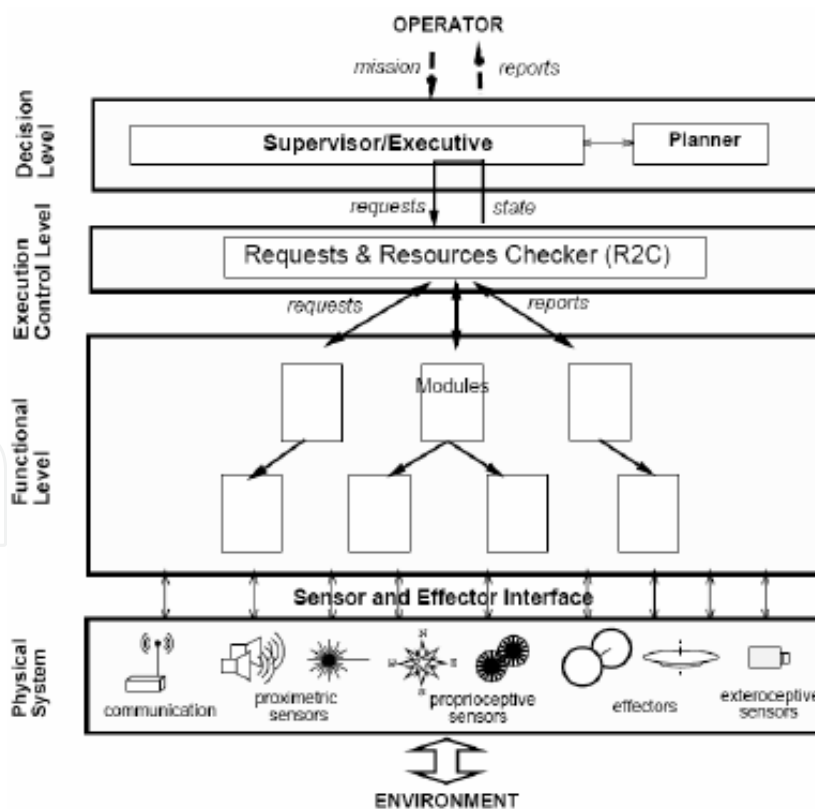 OPERATOR
mission
reports
Decision
Level
Supervisor/Executive
Planner
requests
state
Execution
Control Level
Requests & Resources Checker (R2C)
requests
reports
Functional
Level
Modules
Sensor and Effector Interface
Physical
System
communication
proximetric
sensors
N
E
S
proprioceptive
sensors
effectors
exteroceptive
sensors
ENVIRONMENT